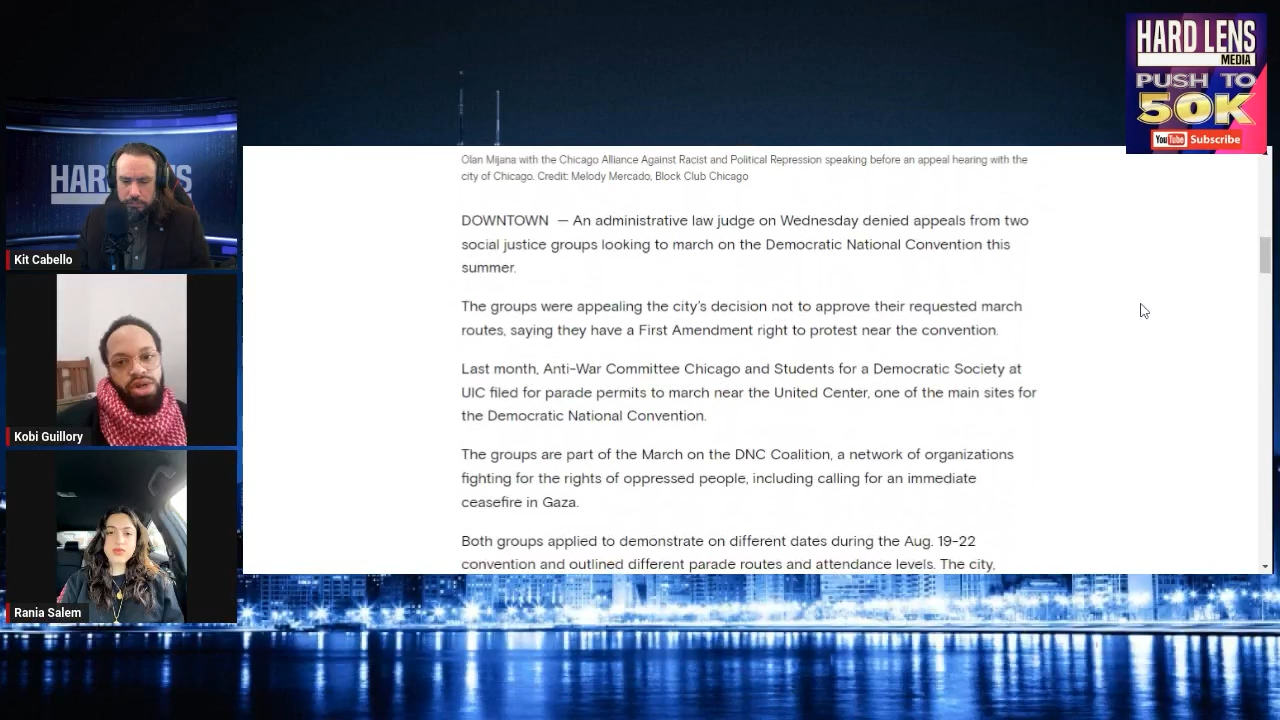 HARD LENS
MEDIA
PUSH TO
50K
YouTube Subscribe
HARD LENS
Kit Cabello
Kobi Guillory
Rania Salem
Olan Mijana with the Chicago Alliance Against Racist and Political Repression speaking before an appeal hearing with the
city of Chicago. Credit: Melody Mercado, Block Club Chicago
DOWNTOWN — An administrative law judge on Wednesday denied appeals from two
social justice groups looking to march on the Democratic National Convention this
summer.
The groups were appealing the city's decision not to approve their requested march
routes, saying they have a First Amendment right to protest near the convention.
Last month, Anti-War Committee Chicago and Students for a Democratic Society at
UIC filed for parade permits to march near the United Center, one of the main sites for
the Democratic National Convention.
The groups are part of the March on the DNC Coalition, a network of organizations
fighting for the rights of oppressed people, including calling for an immediate
ceasefire in Gaza.
Both groups applied to demonstrate on different dates during the Aug. 19-22
convention and outlined different parade routes and attendance levels. The city,